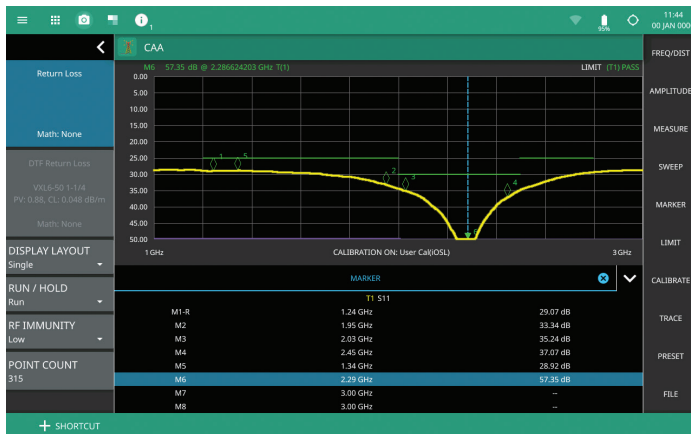 i 1
95%
11:44
00 JAN 000
CAA
M6 57.35 dB @ 2.286624203 GHz T(1) LIMIT (T1) PASS
Return Loss
Math: None
DTF Return Loss
VXL6-50 1-1/4
PV: 0.88, CL: 0.048 dB/m
Math: None
DISPLAY LAYOUT
Single
RUN / HOLD
Run
RF IMMUNITY
Low
POINT COUNT
315
0.00
5.00
10.00
15.00
20.00
25.00
30.00
35.00
40.00
45.00
50.00
1
5
2
3
4
1 GHz CALIBRATION ON: User Cal(iOSL) 3 GHz
MARKER
T1 S11
M1-R 1.24 GHz 29.07 dB
M2 1.95 GHz 33.34 dB
M3 2.03 GHz 35.24 dB
M4 2.45 GHz 37.07 dB
M5 1.34 GHz 28.92 dB
M6 2.29 GHz 57.35 dB
M7 3.00 GHz --
M8 3.00 GHz --
FREQ/DIST
AMPLITUDE
MEASURE
SWEEP
MARKER
LIMIT
CALIBRATE
TRACE
PRESET
FILE
+ SHORTCUT